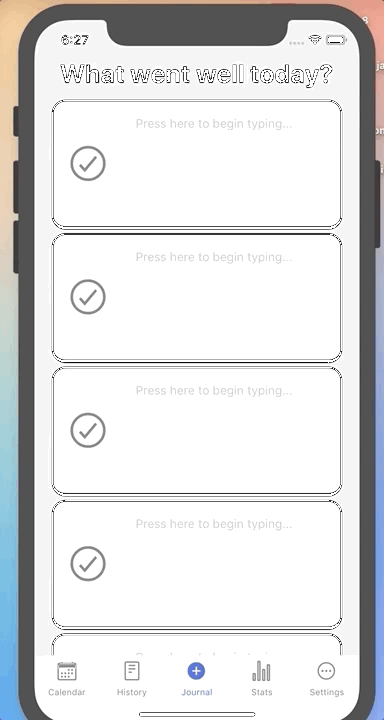 6:27
What went well today?
Press here to begin typing...
Press here to begin typing...
Press here to begin typing...
Press here to begin typing...
Calendar
History
Journal
Stats
Settings